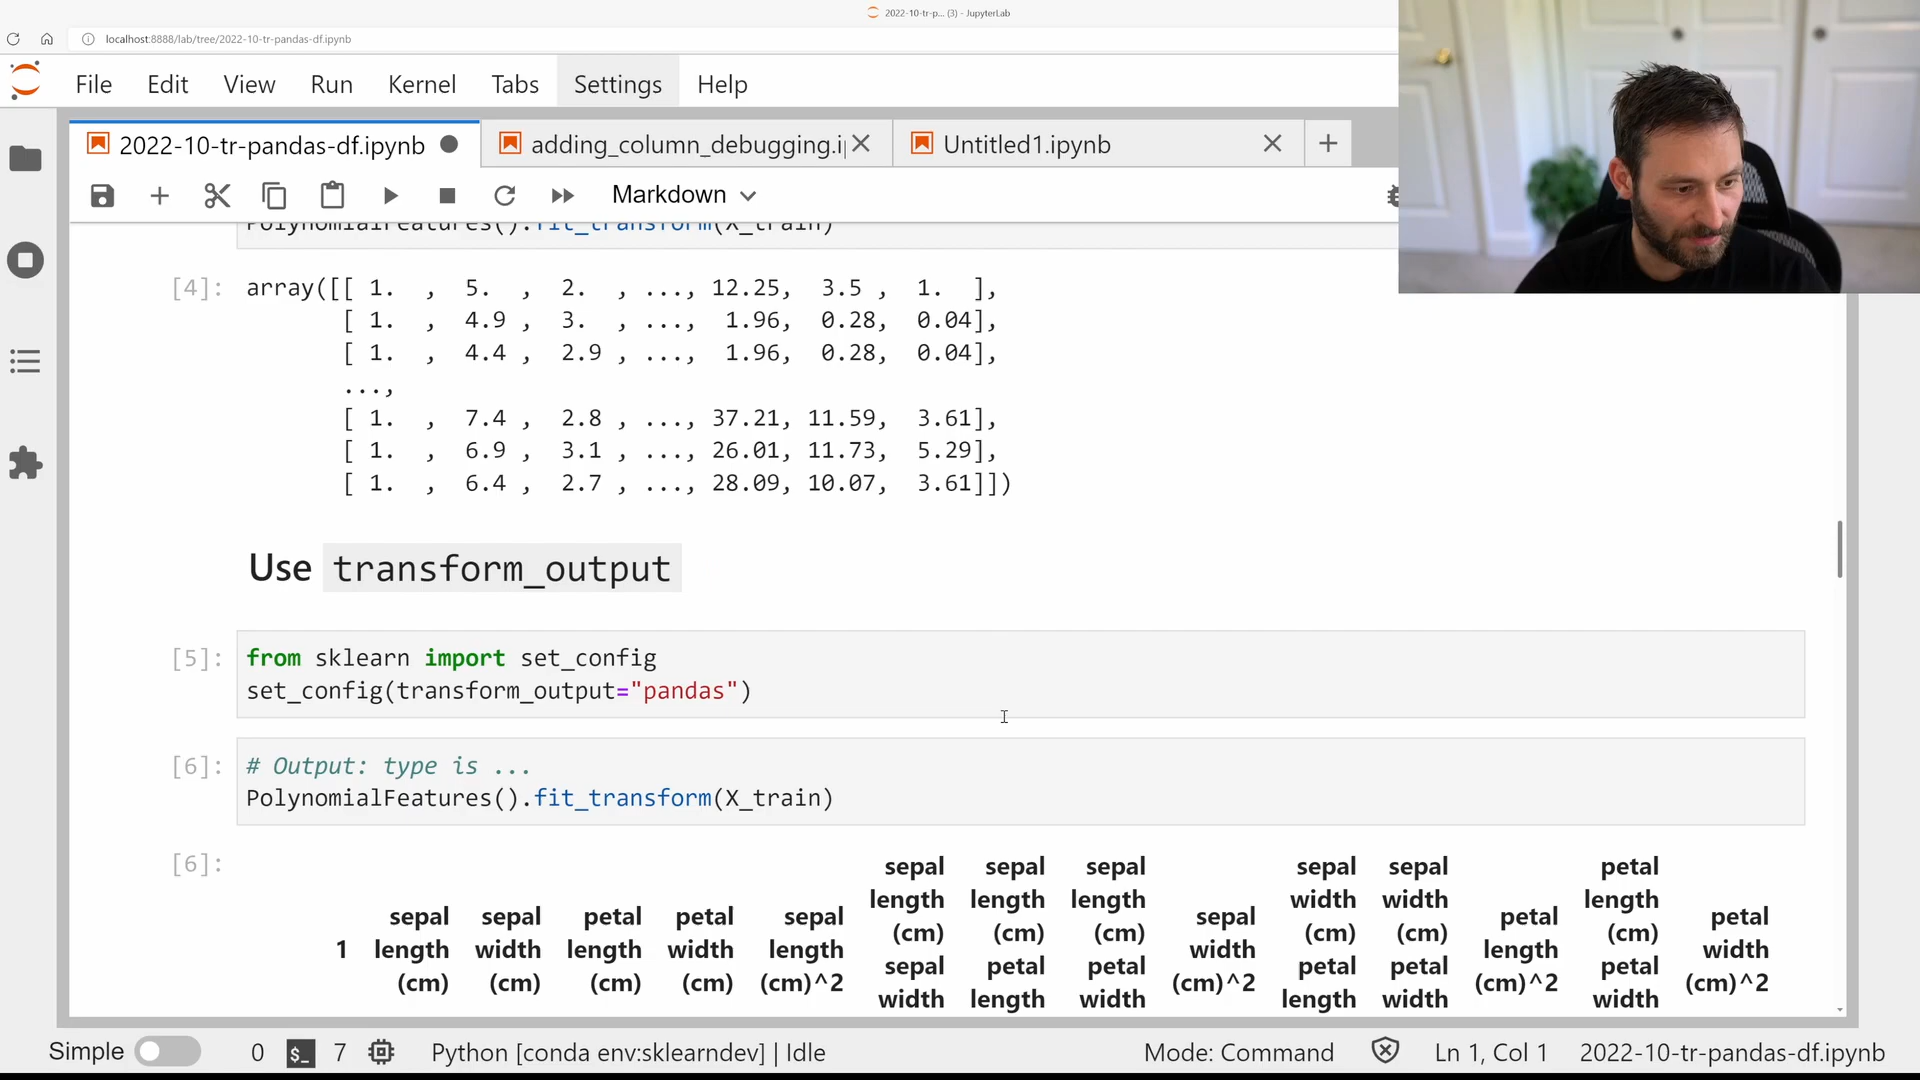 2022-10-tr-p... (3) - JupyterLab
localhost:8888/lab/tree/2022-10-tr-pandas-df.ipynb
File Edit View Run Kernel Tabs Settings Help
2022-10-tr-pandas-df.ipynb adding_column_debugging.i Untitled1.ipynb
Markdown
PolynomialFeatures().fit_transform(X_train)
[4]: array([[ 1. , 5. , 2. , ..., 12.25, 3.5 , 1. ],
[ 1. , 4.9 , 3. , ..., 1.96, 0.28, 0.04],
[ 1. , 4.4 , 2.9 , ..., 1.96, 0.28, 0.04],
...,
[ 1. , 7.4 , 2.8 , ..., 37.21, 11.59, 3.61],
[ 1. , 6.9 , 3.1 , ..., 26.01, 11.73, 5.29],
[ 1. , 6.4 , 2.7 , ..., 28.09, 10.07, 3.61]])
Use transform_output
[5]: from sklearn import set_config
set_config(transform_output="pandas")
[6]: # Output: type is ...
PolynomialFeatures().fit_transform(X_train)
[6]:
sepal sepal sepal sepal sepal petal
length length length width width length
sepal sepal petal petal sepal (cm) (cm) (cm) sepal (cm) (cm) petal (cm) petal
1 length width length width length sepal petal petal width petal petal length petal width
(cm) (cm) (cm) (cm) (cm)^2 width length width (cm)^2 length width (cm)^2 width (cm)^2
Simple 0 $_ 7 Python [conda env:sklearndev] | Idle Mode: Command Ln 1, Col 1 2022-10-tr-pandas-df.ipynb